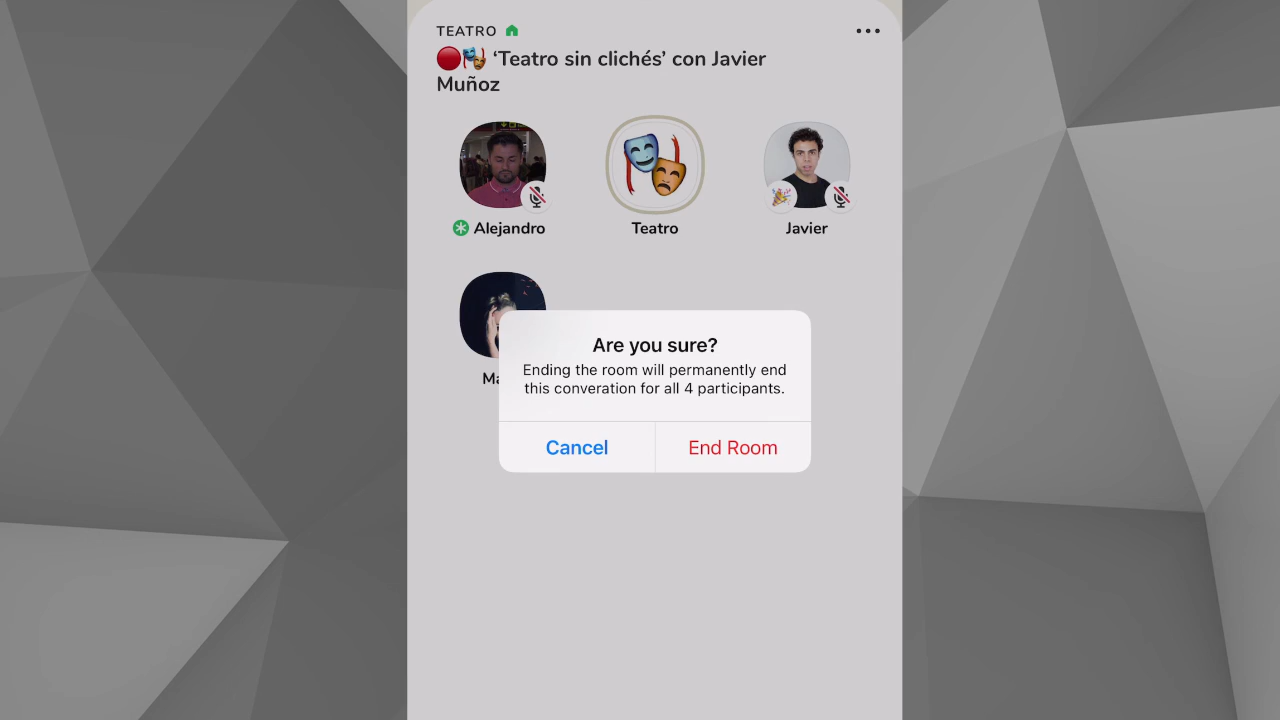 TEATRO
‘Teatro sin clichés’ con Javier
Muñoz
Alejandro
Teatro
Javier
Ma
Are you sure?
Ending the room will permanently end
this converation for all 4 participants.
Cancel
End Room